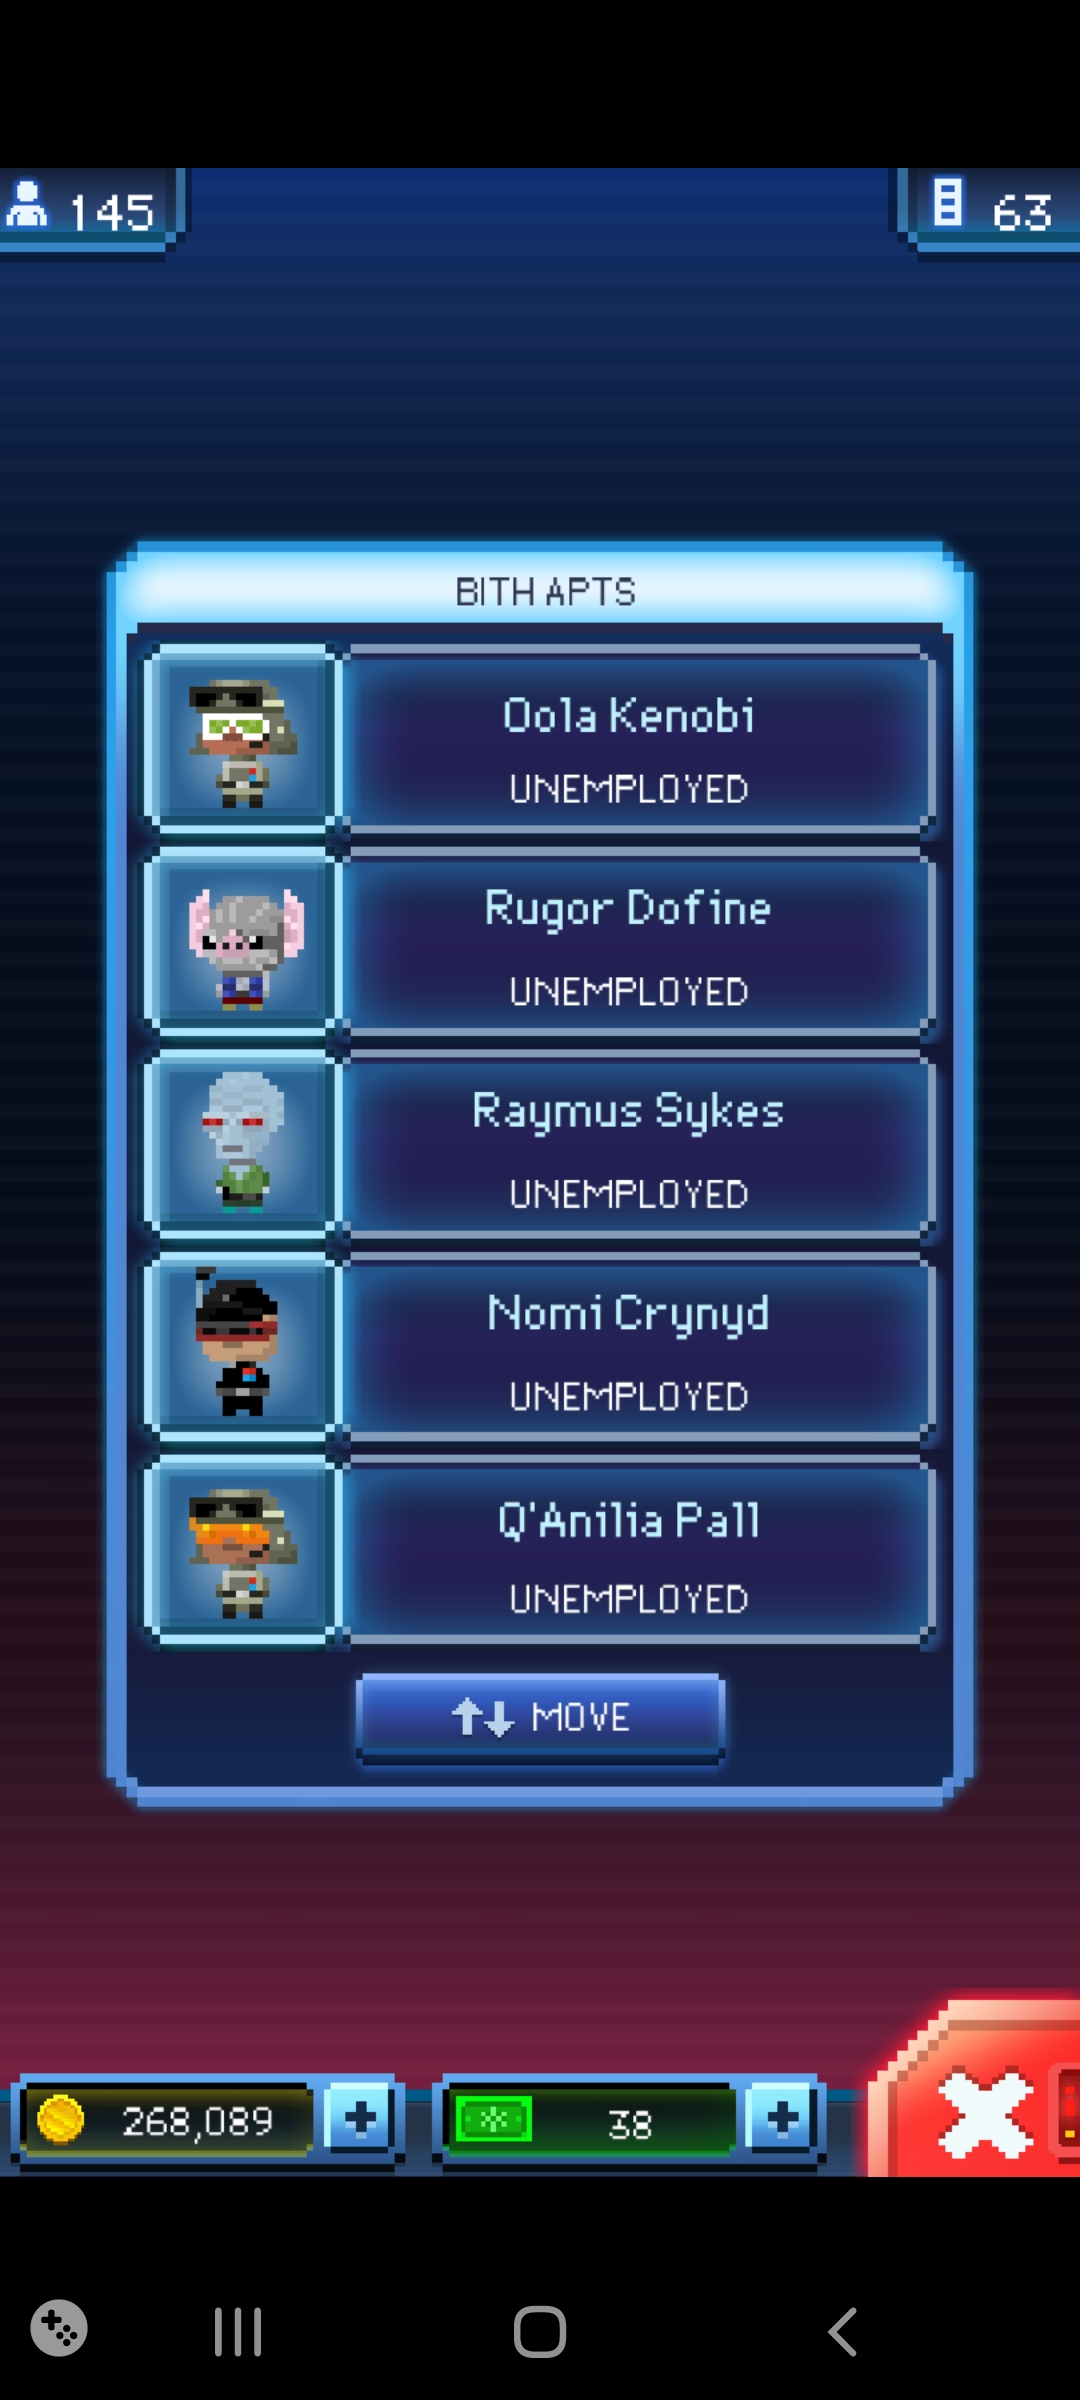 145
63
BITH APTS
Oola Kenobi
UNEMPLOYED
Rugor Dofine
UNEMPLOYED
Raymus Sykes
UNEMPLOYED
Nomi Crynyd
UNEMPLOYED
Q'Anilia Pall
UNEMPLOYED
MOVE
268,089
38